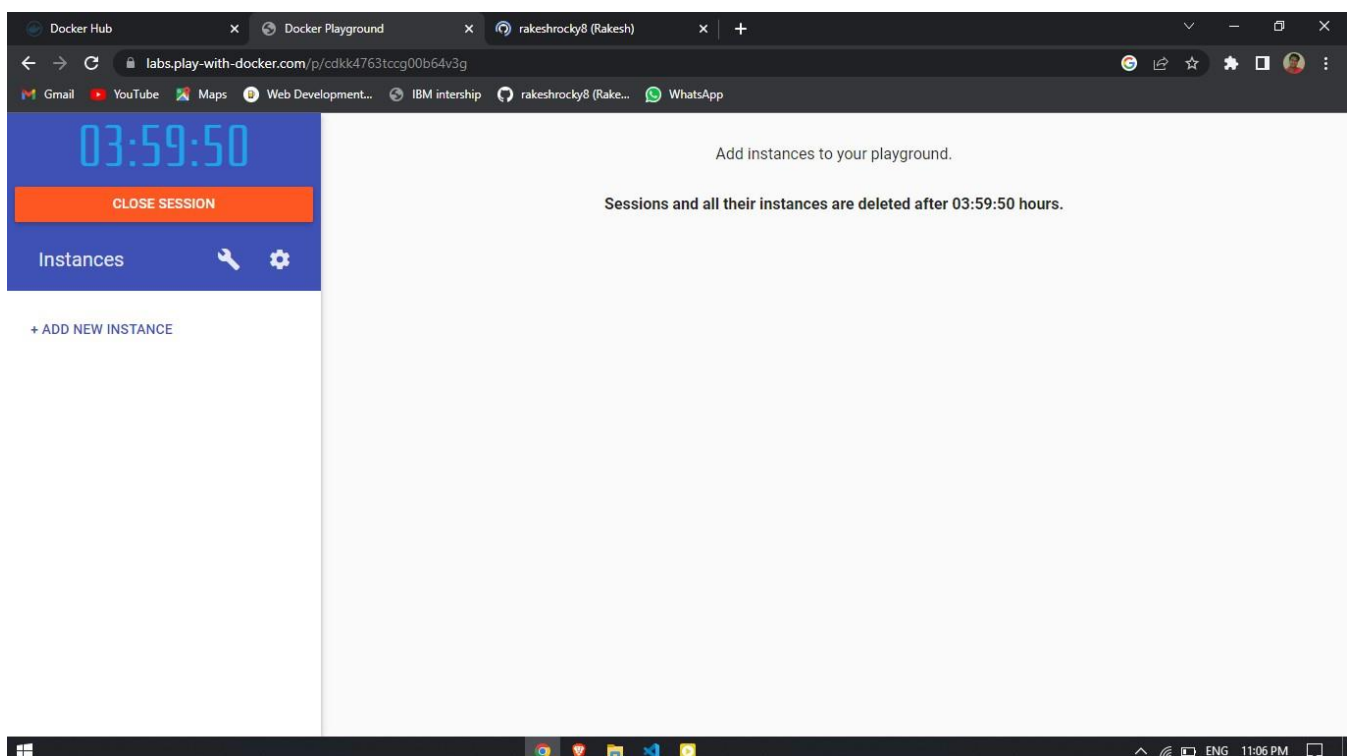 Docker Hub
Docker Playground
rakeshrocky8 (Rakesh)
labs.play-with-docker.com/p/cdkk4763tccg00b64v3g
Gmail
YouTube
Maps
Web Development...
IBM intership
rakeshrocky8 (Rake...
WhatsApp
03:59:50
CLOSE SESSION
Instances
+ ADD NEW INSTANCE
Add instances to your playground.
Sessions and all their instances are deleted after 03:59:50 hours.
ENG 11:06 PM